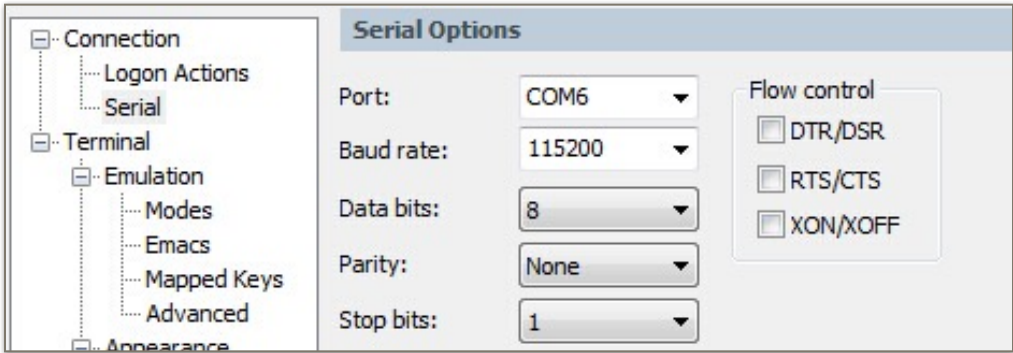 Connection
Logon Actions
Serial
Terminal
Emulation
Modes
Emacs
Mapped Keys
Advanced
Appearance
Serial Options
Port: COM6
Baud rate: 115200
Data bits: 8
Parity: None
Stop bits: 1
Flow control
DTR/DSR
RTS/CTS
XON/XOFF